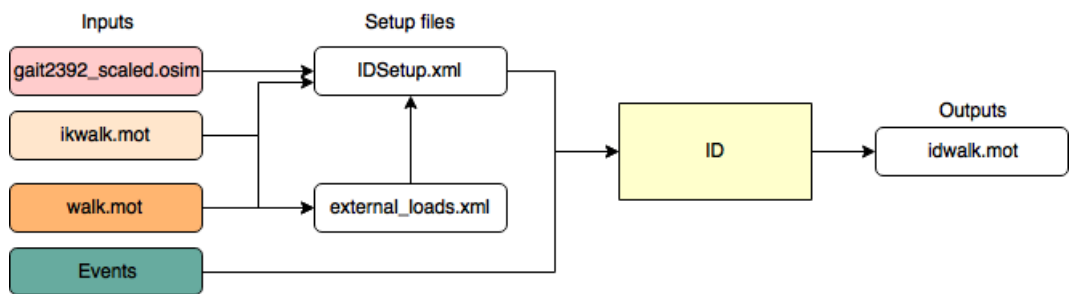 Inputs
Setup files
gait2392_scaled.osim
IDSetup.xml
ikwalk.mot
ID
Outputs
idwalk.mot
walk.mot
external_loads.xml
Events